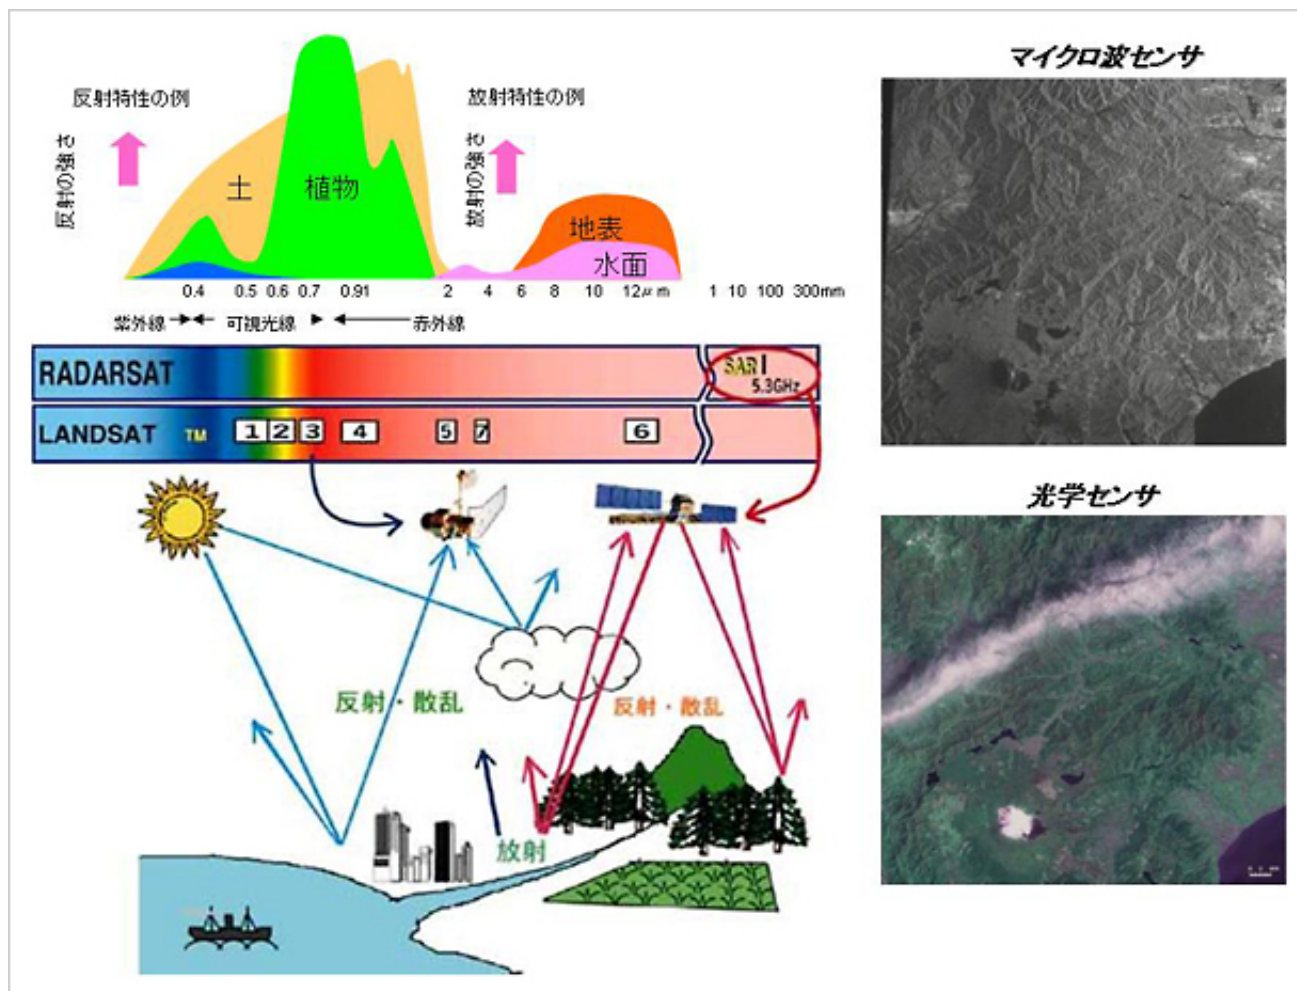 マイクロ波センサ
反射特性の例
放射特性の例
反射の強さ
放射の強さ
土
植物
地表
水面
0.4 0.5 0.6 0.7 0.91 2 4 6 8 10 12μm 1 10 100 300mm
紫外線 可視光線 赤外線
RADARSAT
SAR
5.3GHz
LANDSAT TM 1 2 3 4 5 7 6
光学センサ
反射・散乱
反射・散乱
放射